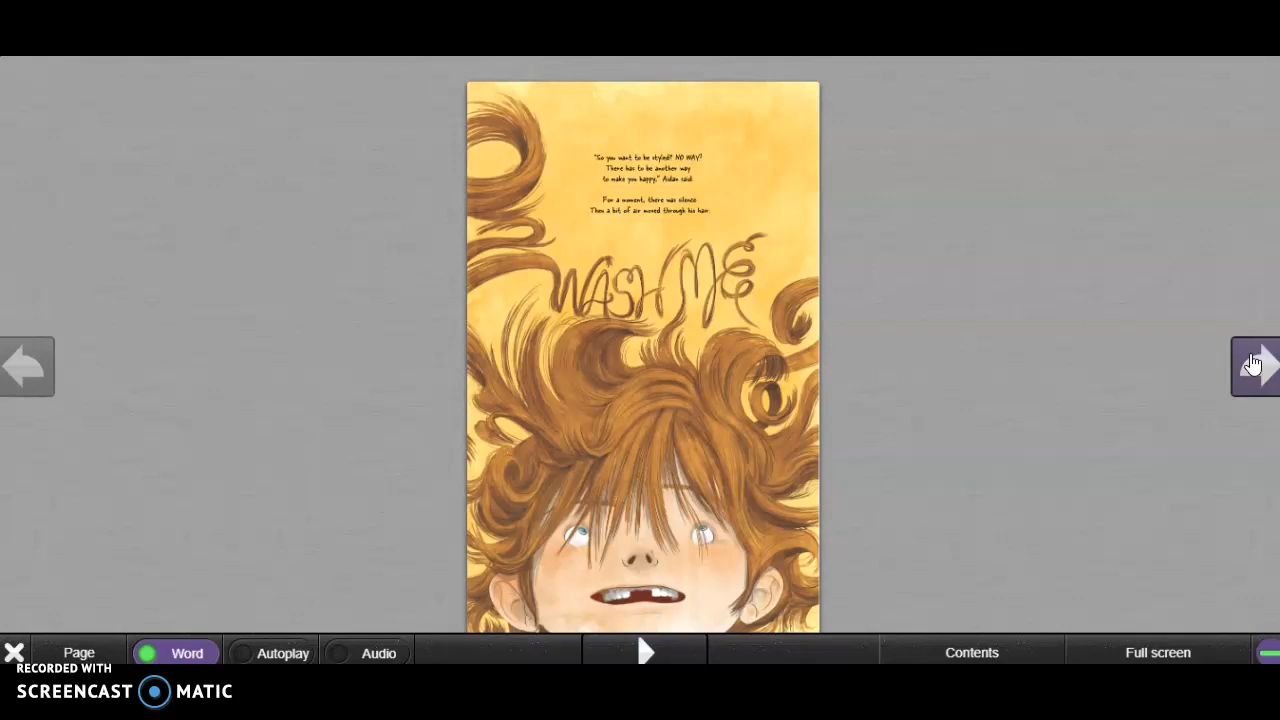 "So you want to be styled? NO WAY!
There has to be another way
to make you happy," Aidan said.
For a moment, there was silence.
Then a bit of air moved through his hair.
WASH ME
Page
Word
Autoplay
Audio
Contents
Full screen
RECORDED WITH
SCREENCAST MATIC